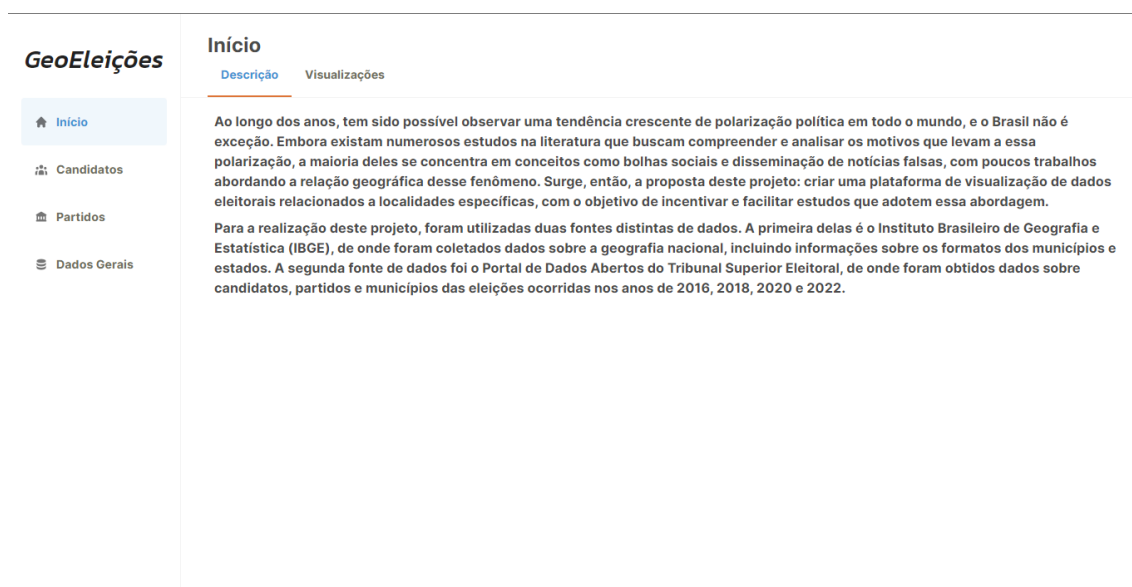 GeoEleições
Início
Candidatos
Partidos
Dados Gerais
Início
Descrição Visualizações
Ao longo dos anos, tem sido possível observar uma tendência crescente de polarização política em todo o mundo, e o Brasil não é
exceção. Embora existam numerosos estudos na literatura que buscam compreender e analisar os motivos que levam a essa
polarização, a maioria deles se concentra em conceitos como bolhas sociais e disseminação de notícias falsas, com poucos trabalhos
abordando a relação geográfica desse fenômeno. Surge, então, a proposta deste projeto: criar uma plataforma de visualização de dados
eleitorais relacionados a localidades específicas, com o objetivo de incentivar e facilitar estudos que adotem essa abordagem.
Para a realização deste projeto, foram utilizadas duas fontes distintas de dados. A primeira delas é o Instituto Brasileiro de Geografia e
Estatística (IBGE), de onde foram coletados dados sobre a geografia nacional, incluindo informações sobre os formatos dos municípios e
estados. A segunda fonte de dados foi o Portal de Dados Abertos do Tribunal Superior Eleitoral, de onde foram obtidos dados sobre
candidatos, partidos e municípios das eleições ocorridas nos anos de 2016, 2018, 2020 e 2022.